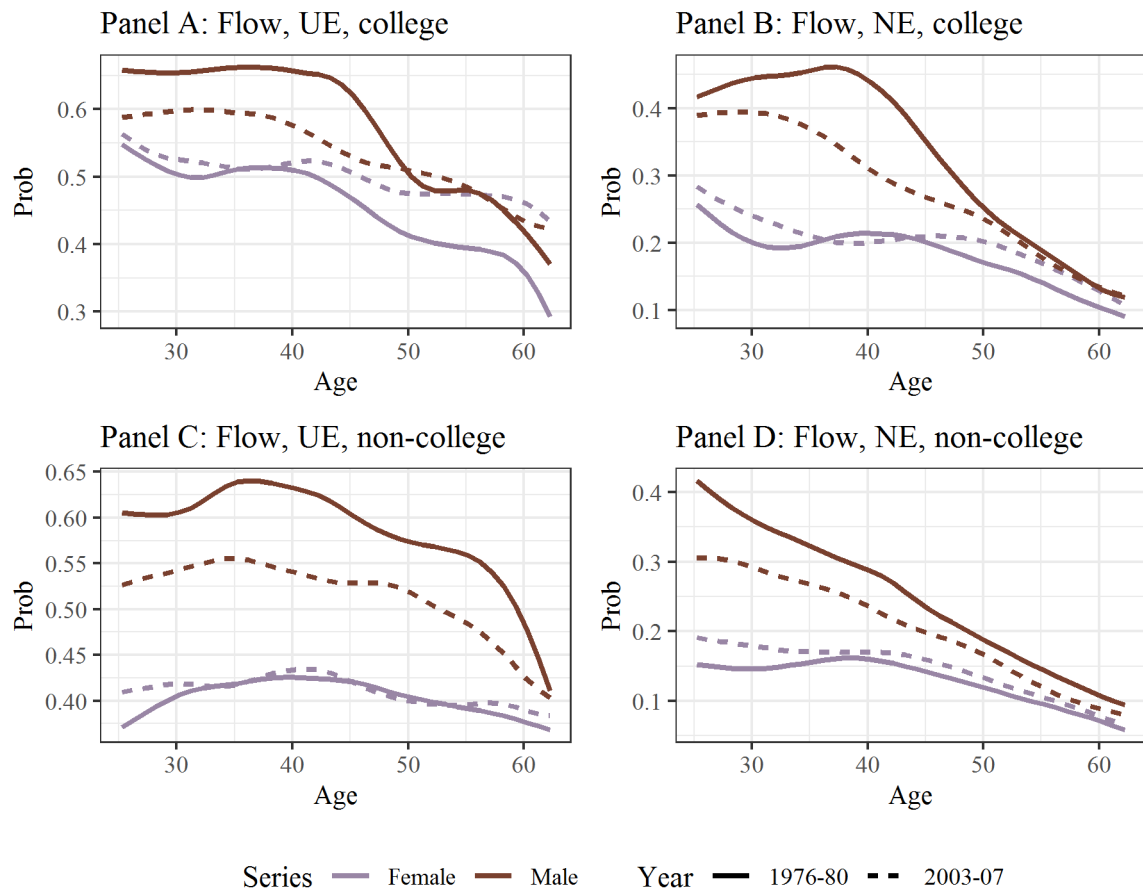 Panel A: Flow, UE, college
Prob
0.6
0.5
0.4
0.3
30 40 50 60
Age
Panel B: Flow, NE, college
Prob
0.4
0.3
0.2
0.1
30 40 50 60
Age
Panel C: Flow, UE, non-college
Prob
0.65
0.60
0.55
0.50
0.45
0.40
30 40 50 60
Age
Panel D: Flow, NE, non-college
Prob
0.4
0.3
0.2
0.1
30 40 50 60
Age
Series Female Male Year 1976-80 2003-07